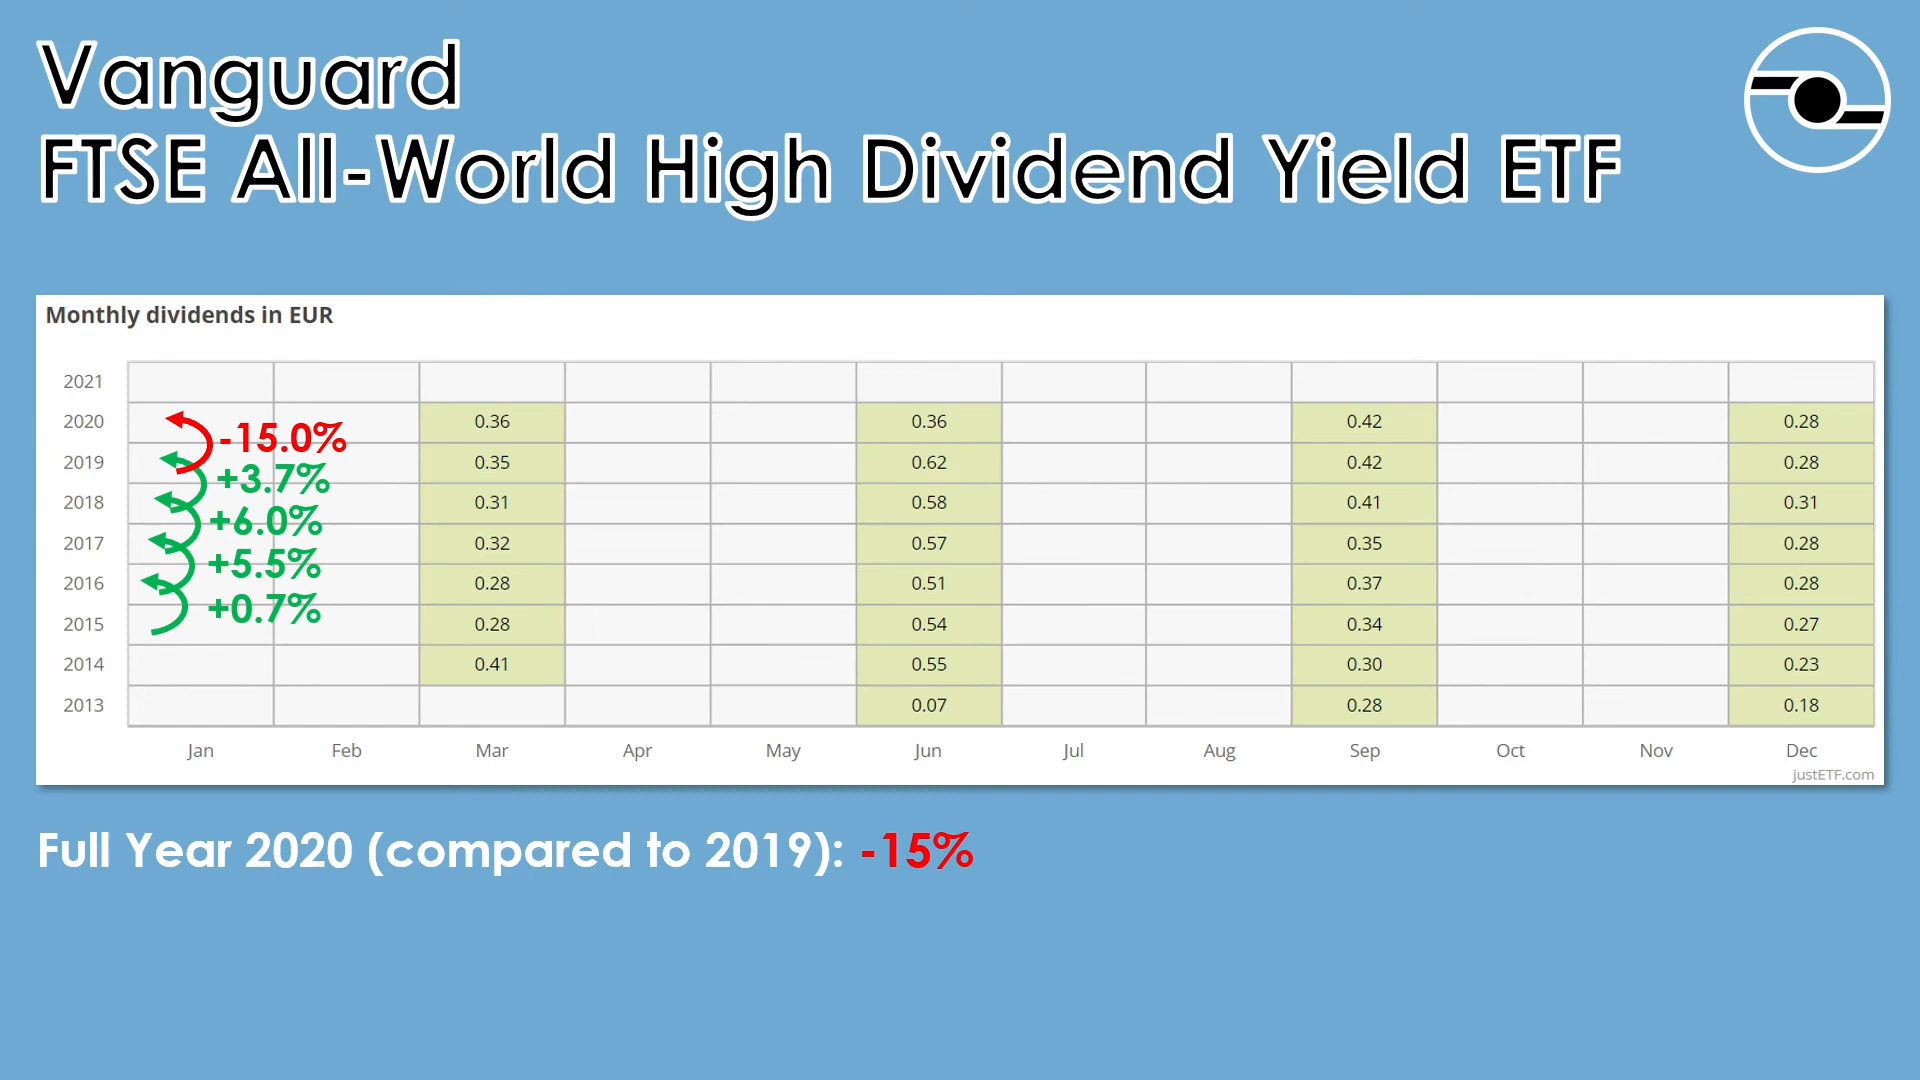 Vanguard
FTSE All-World High Dividend Yield ETF
Monthly dividends in EUR
2021
2020 -15.0% 0.36 0.36 0.42 0.28
2019 +3.7% 0.35 0.62 0.42 0.28
2018 +6.0% 0.31 0.58 0.41 0.31
2017 +5.5% 0.32 0.57 0.35 0.28
2016 +0.7% 0.28 0.51 0.37 0.28
2015 0.28 0.54 0.34 0.27
2014 0.41 0.55 0.30 0.23
2013 0.07 0.28 0.18
Jan Feb Mar Apr May Jun Jul Aug Sep Oct Nov Dec
justETF.com
Full Year 2020 (compared to 2019): -15%